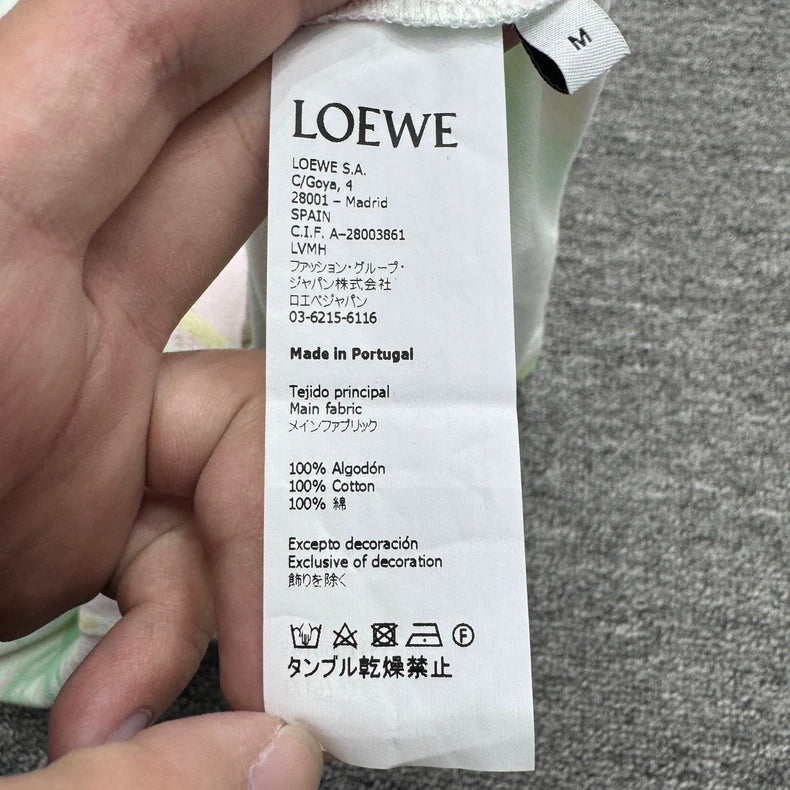 M
LOEWE
LOEWE S.A.
C/Goya, 4
28001 – Madrid
SPAIN
C.I.F. A–28003861
LVMH
ファッション・グループ・
ジャパン株式会社
ロエベジャパン
03-6215-6116
Made in Portugal
Tejido principal
Main fabric
メインファブリック
100% Algodón
100% Cotton
100% 綿
Excepto decoración
Exclusive of decoration
飾りを除く
F
タンブル乾燥禁止